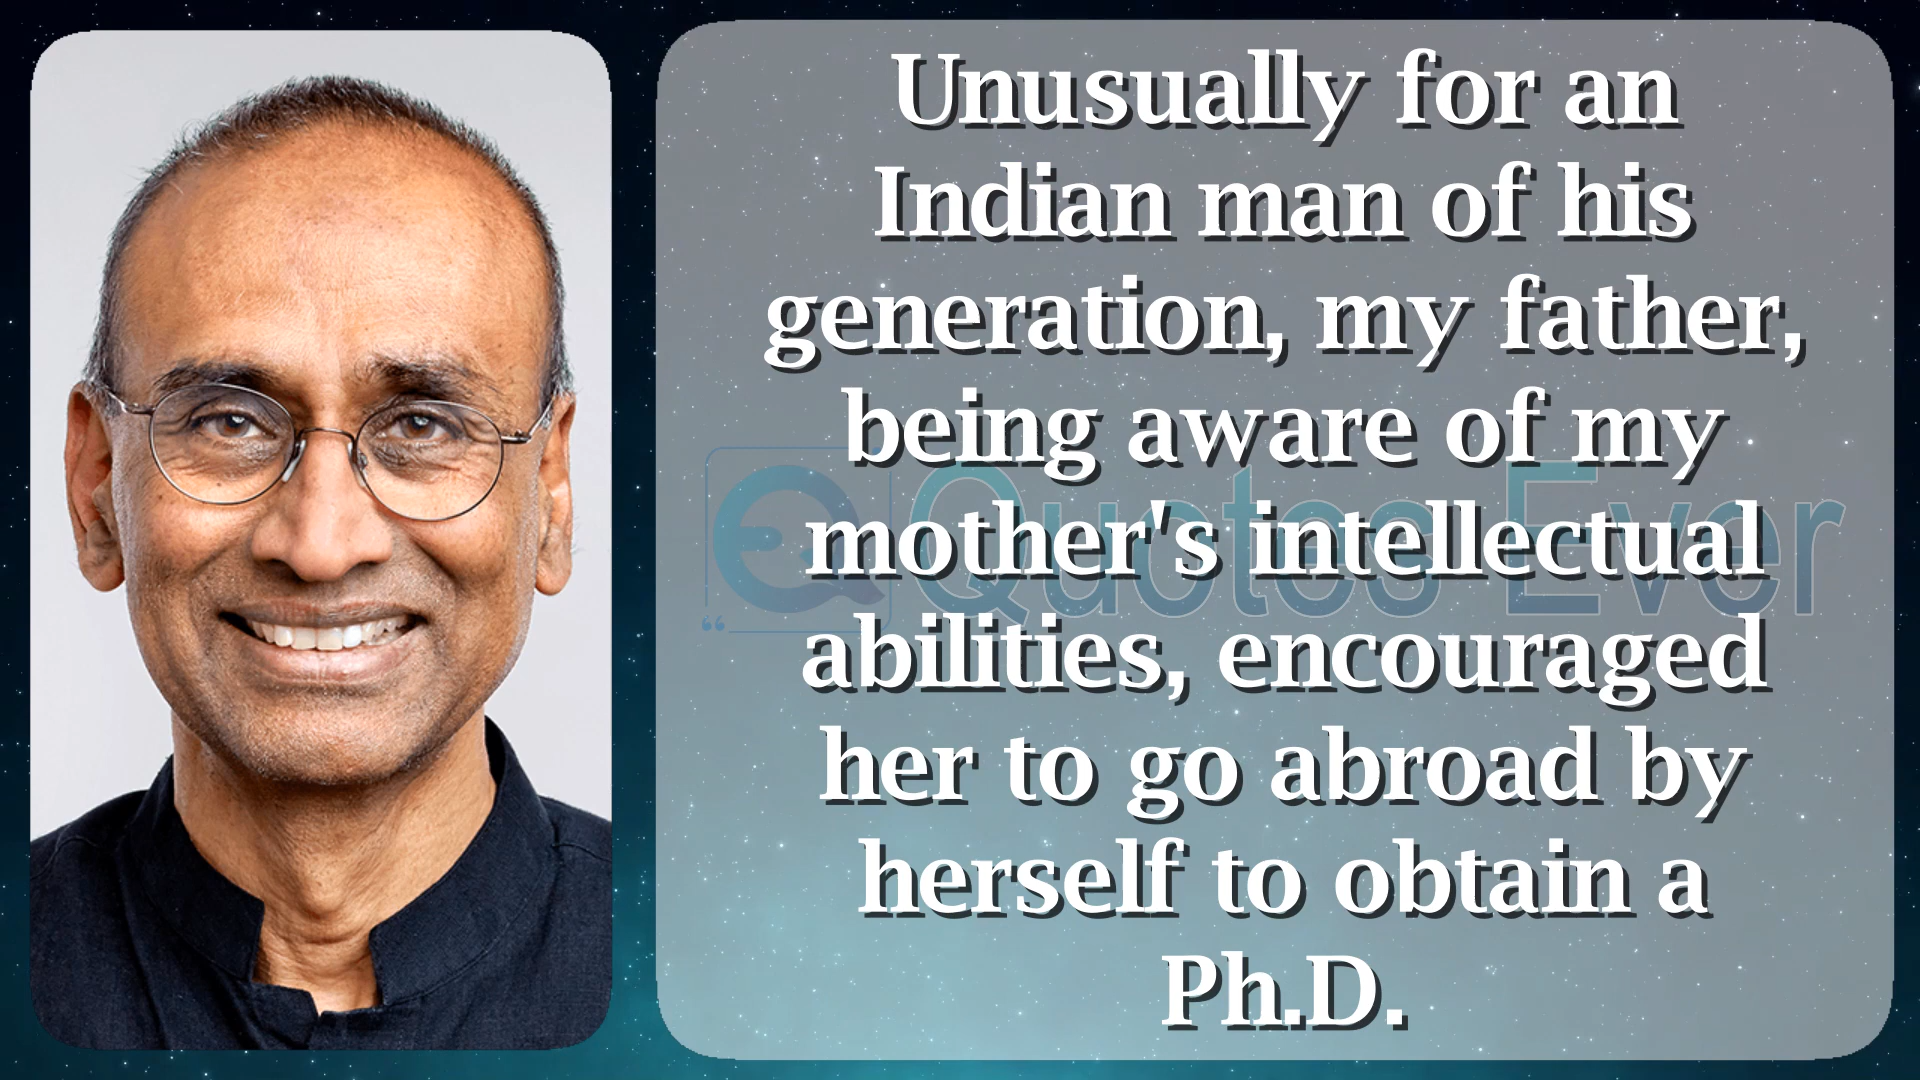 Unusually for an
Indian man of his
generation, my father,
being aware of my
mother's intellectual
abilities, encouraged
her to go abroad by
herself to obtain a
Ph.D.
EQ Quotes Ever